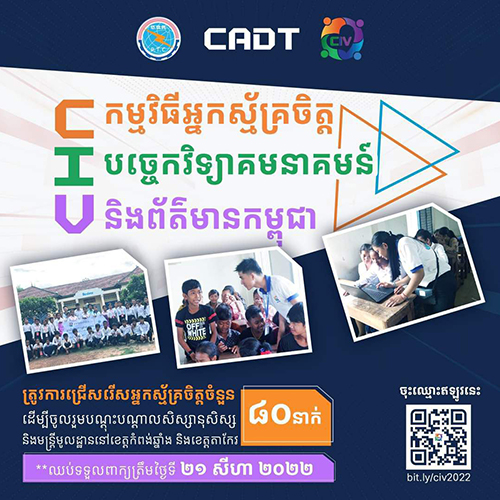 CADT
CIV
C កម្មវិធីអ្នកស្ម័គ្រចិត្ត
I បច្ចេកវិទ្យាគមនាគមន៍
V និងព័ត៌មានកម្ពុជា
OFF
WHITE
ត្រូវការជ្រើសរើសអ្នកស្ម័គ្រចិត្តចំនួន
ដើម្បីចូលរួមបណ្តុះបណ្តាលសិស្សានុសិស្ស
និងមន្ត្រីមូលដ្ឋាននៅខេត្តកំពង់ឆ្នាំង និងខេត្តតាកែវ
៨០នាក់
**ឈប់ទទួលពាក្យត្រឹមថ្ងៃទី ២១ សីហា ២០២២
ចុះឈ្មោះឥឡូវនេះ
bit.ly/civ2022